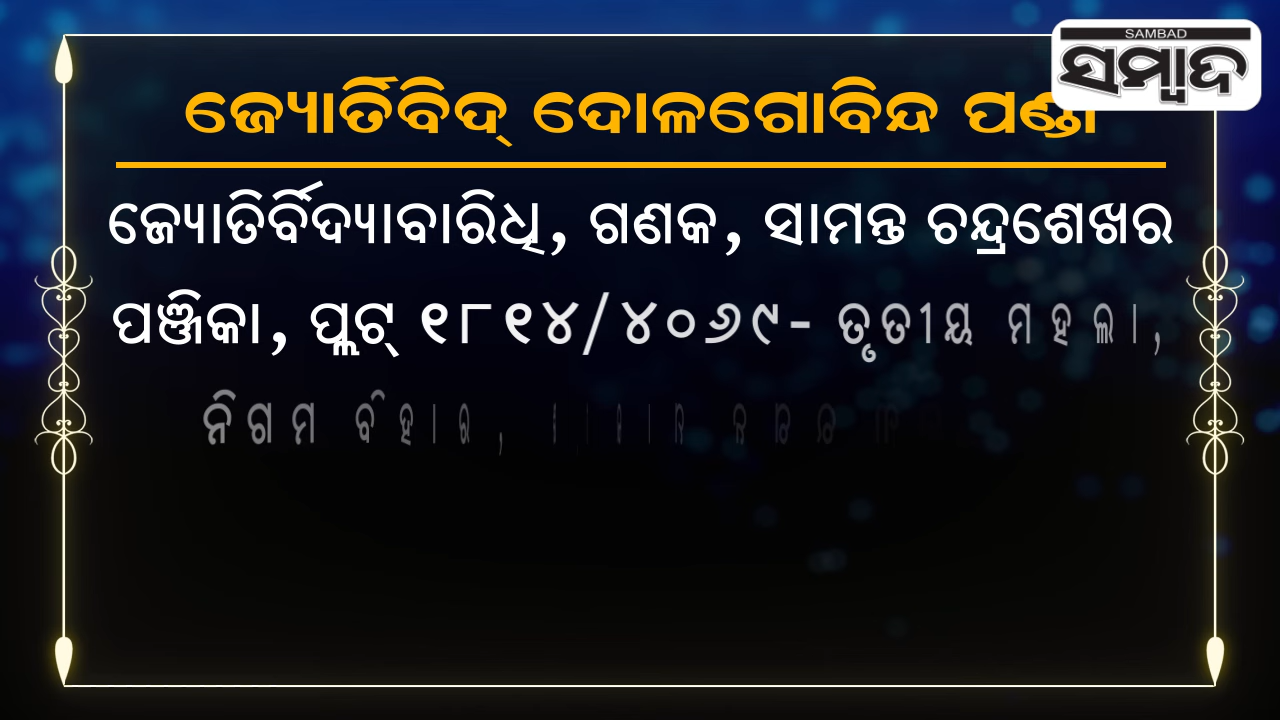 SAMBAD
ସମ୍ବାଦ
ଜ୍ୟୋର୍ତିବିଦ୍ ଦୋଳଗୋବିନ୍ଦ ପଣ୍ଡା
ଜ୍ୟୋତିର୍ବିଦ୍ୟାବାରିଧି, ଗଣକ, ସାମନ୍ତ ଚନ୍ଦ୍ରଶେଖର
ପଞ୍ଜିକା, ପ୍ଲଟ୍ ୧୮୧୪/୪୦୬୯- ତୃତୀୟ ମହଲା,
ନିଗମ ବିହାର,